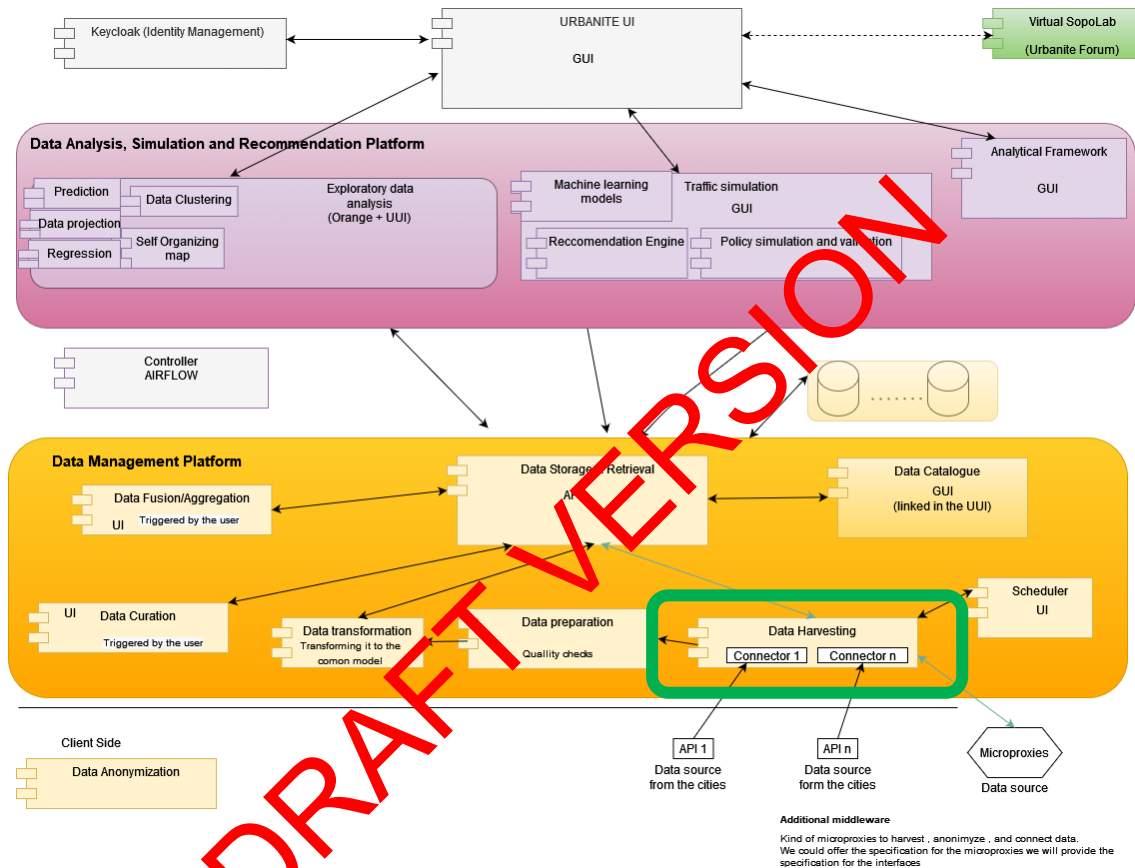 Keycloak (Identity Management)
URBANITE UI
GUI
Virtual SopoLab
(Urbanite Forum)
Data Analysis, Simulation and Recommendation Platform
Prediction
Data Clustering
Data projection
Regression
Self Organizing
map
Exploratory data
analysis
(Orange + UUI)
Machine learning
models
Traffic simulation
GUI
Reccomendation Engine
Policy simulation and validation
Analytical Framework
GUI
Controller
AIRFLOW
........
Data Management Platform
Data Fusion/Aggregation
UI Triggered by the user
Data Storage Retrieval
Data Catalogue
GUI
(linked in the UUI)
UI Data Curation
Triggered by the user
Data transformation
Transforming it to the
comon model
Data preparation
Quallity checks
Data Harvesting
Connector 1
Connector n
Scheduler
UI
Client Side
Data Anonymization
API 1
Data source
from the cities
API n
Data source
form the cities
Microproxies
Data source
Additional middleware
Kind of microproxies to harvest , anonimyze , and connect data.
We could offer the specification for the microproxies we will provide the
specification for the interfaces
DRAFT VERSION